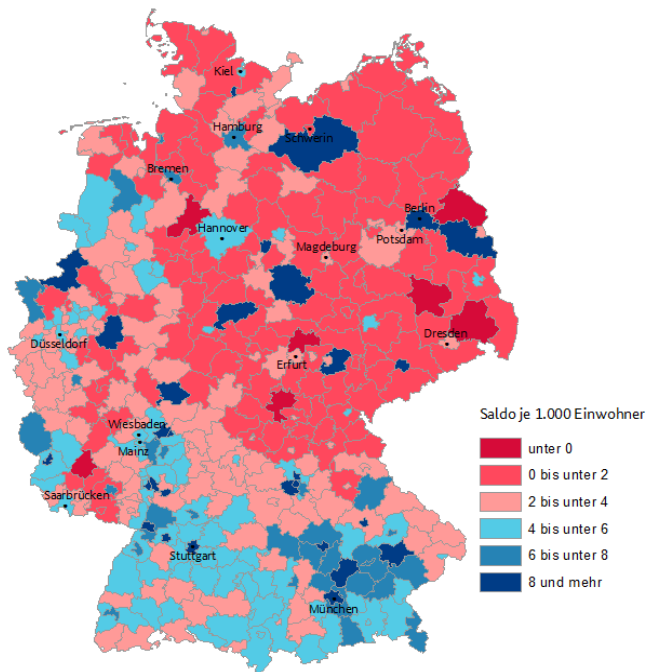 Kiel
Hamburg
Schwerin
Bremen
Berlin
Hannover
Potsdam
Magdeburg
Düsseldorf
Dresden
Erfurt
Wiesbaden
Mainz
Saarbrücken
Stuttgart
München
Saldo je 1.000 Einwohner
unter 0
0 bis unter 2
2 bis unter 4
4 bis unter 6
6 bis unter 8
8 und mehr